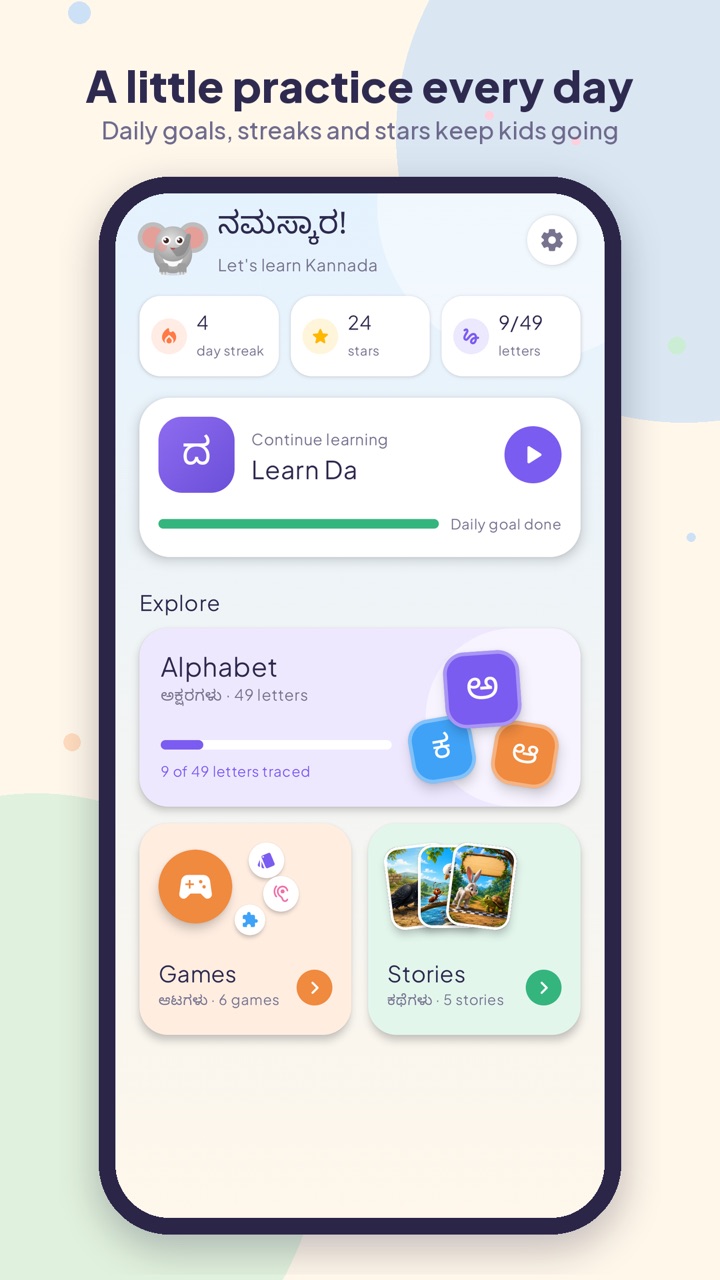 A little practice every day
Daily goals, streaks and stars keep kids going
ನಮಸ್ಕಾರ!
Let's learn Kannada
4
day streak
24
stars
9/49
letters
ದ
Continue learning
Learn Da
Daily goal done
Explore
Alphabet
ಅಕ್ಷರಗಳು · 49 letters
9 of 49 letters traced
ಅ
ಕ
ಆ
Games
ಆಟಗಳು · 6 games
Stories
ಕಥೆಗಳು · 5 stories